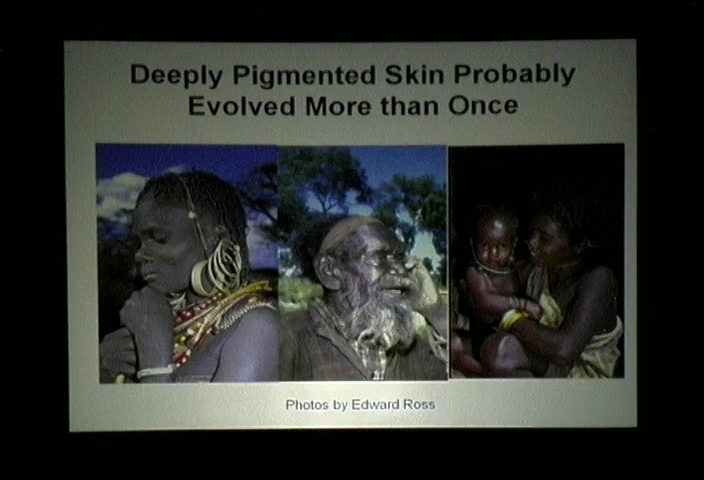 Deeply Pigmented Skin Probably
Evolved More than Once
Photos by Edward Ross